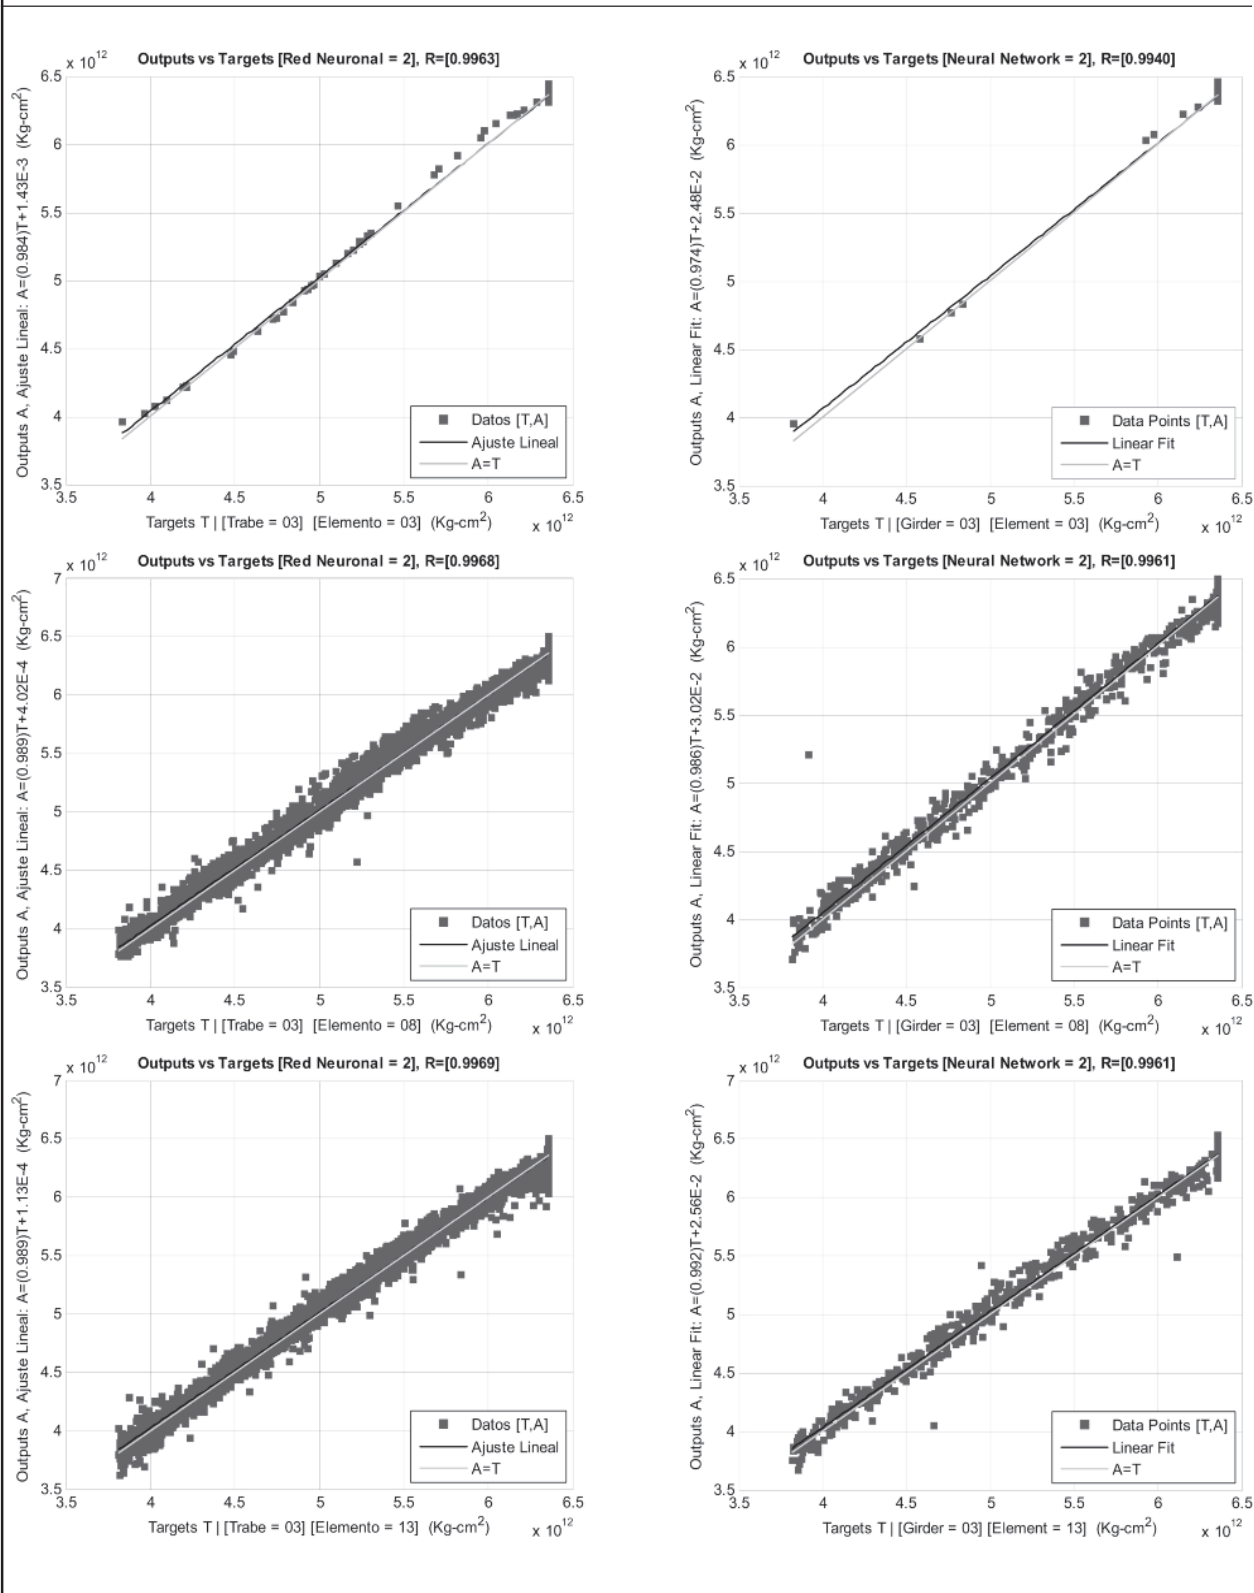 Outputs vs Targets [Red Neuronal = 2], R=[0.9963]
x 10^12
6.5
6
5.5
5
4.5
4
3.5
3.5 4 4.5 5 5.5 6 6.5
Outputs A, Ajuste Lineal: A=(0.984)T+1.43E-3 (Kg-cm^2)
Datos [T,A]
Ajuste Lineal
A=T
Targets T | [Trabe = 03] [Elemento = 03] (Kg-cm^2) x 10^12
Outputs vs Targets [Neural Network = 2], R=[0.9940]
x 10^12
6.5
6
5.5
5
4.5
4
3.5
3.5 4 4.5 5 5.5 6 6.5
Outputs A, Linear Fit: A=(0.974)T+2.48E-2 (Kg-cm^2)
Data Points [T,A]
Linear Fit
A=T
Targets T | [Girder = 03] [Element = 03] (Kg-cm^2) x 10^12
Outputs vs Targets [Red Neuronal = 2], R=[0.9968]
x 10^12
7
6.5
6
5.5
5
4.5
4
3.5
3.5 4 4.5 5 5.5 6 6.5
Outputs A, Ajuste Lineal: A=(0.989)T+4.02E-4 (Kg-cm^2)
Datos [T,A]
Ajuste Lineal
A=T
Targets T | [Trabe = 03] [Elemento = 08] (Kg-cm^2) x 10^12
Outputs vs Targets [Neural Network = 2], R=[0.9961]
x 10^12
6.5
6
5.5
5
4.5
4
3.5
3.5 4 4.5 5 5.5 6 6.5
Outputs A, Linear Fit: A=(0.986)T+3.02E-2 (Kg-cm^2)
Data Points [T,A]
Linear Fit
A=T
Targets T | [Girder = 03] [Element = 08] (Kg-cm^2) x 10^12
Outputs vs Targets [Red Neuronal = 2], R=[0.9969]
x 10^12
7
6.5
6
5.5
5
4.5
4
3.5
3.5 4 4.5 5 5.5 6 6.5
Outputs A, Ajuste Lineal: A=(0.989)T+1.13E-4 (Kg-cm^2)
Datos [T,A]
Ajuste Lineal
A=T
Targets T | [Trabe = 03] [Elemento = 13] (Kg-cm^2) x 10^12
Outputs vs Targets [Neural Network = 2], R=[0.9961]
x 10^12
7
6.5
6
5.5
5
4.5
4
3.5
3.5 4 4.5 5 5.5 6 6.5
Outputs A, Linear Fit: A=(0.992)T+2.56E-2 (Kg-cm^2)
Data Points [T,A]
Linear Fit
A=T
Targets T | [Girder = 03] [Element = 13] (Kg-cm^2) x 10^12